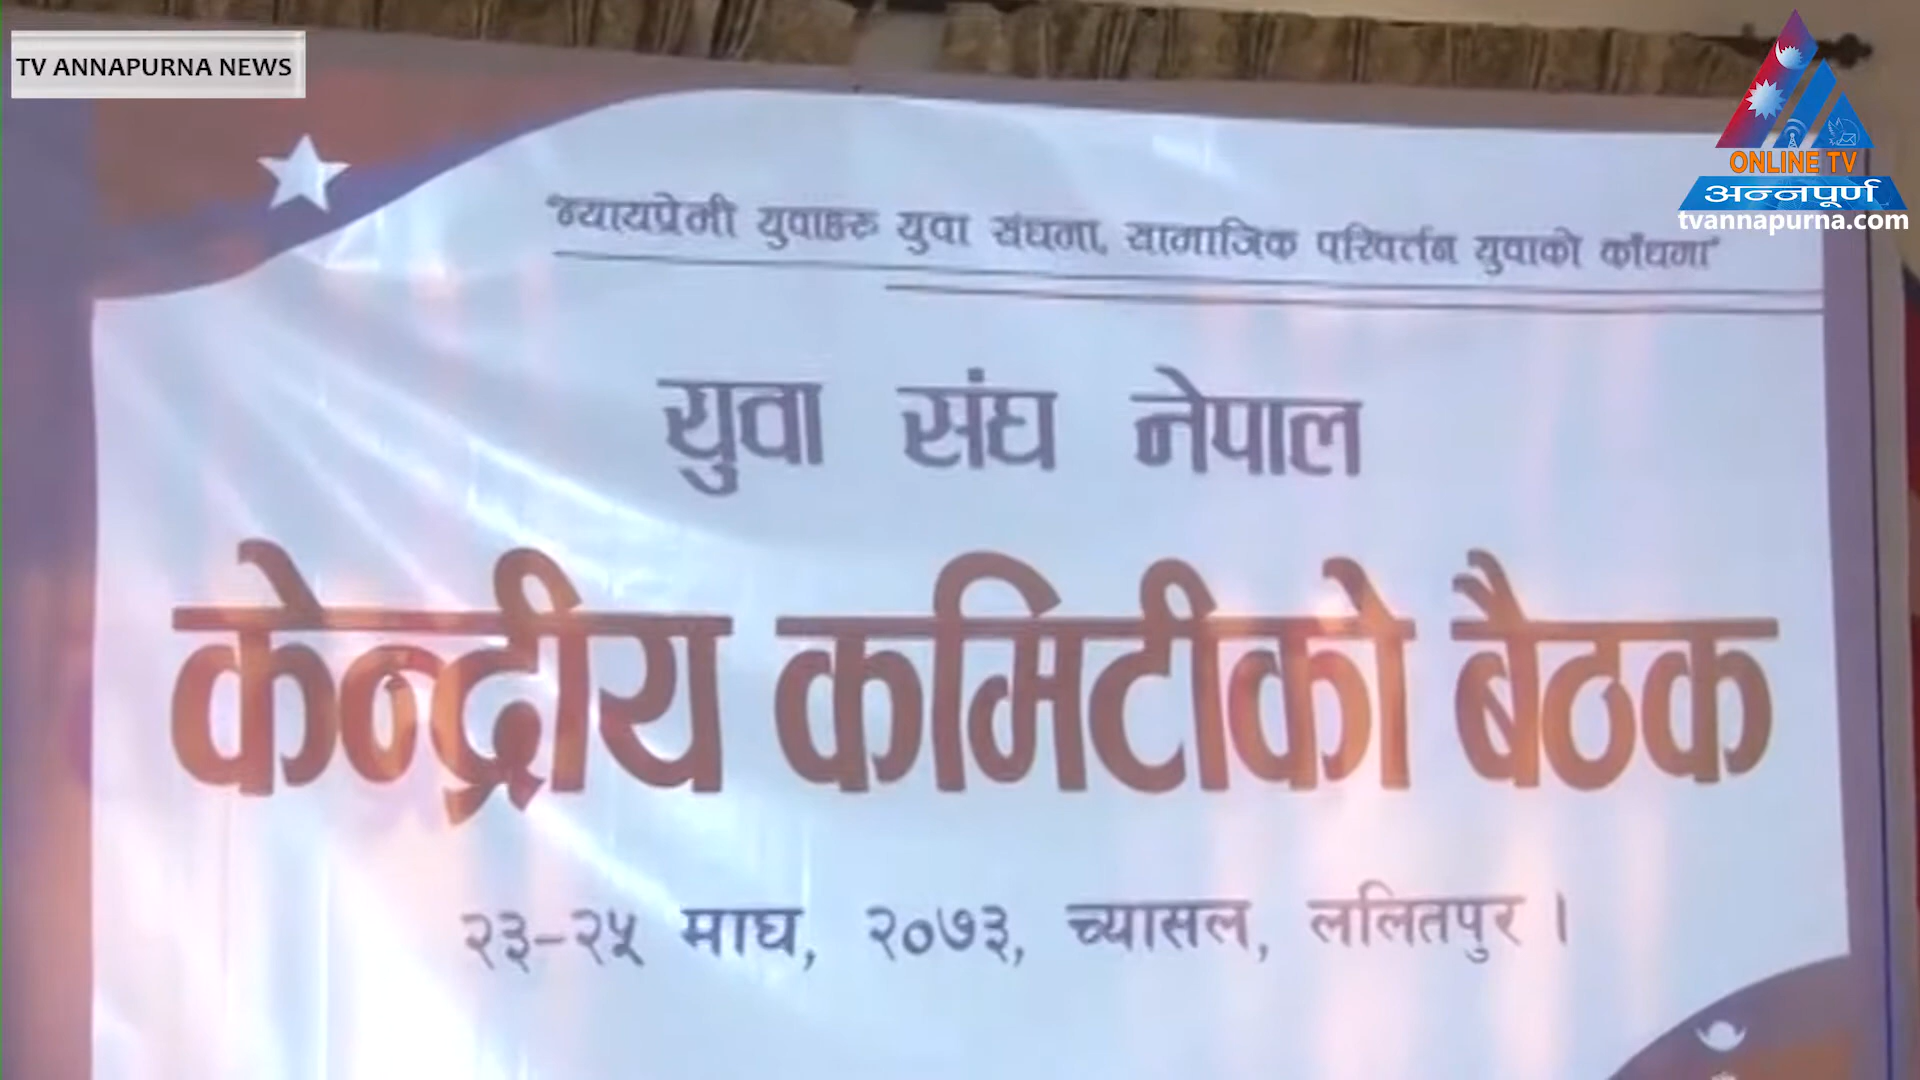 TV ANNAPURNA NEWS
ONLINE TV
अन्नपूर्ण
tvannapurna.com
"न्यायप्रेमी युवाहरु युवा संघमा, सामाजिक परिवर्तन युवाको काँधमा"
युवा संघ नेपाल
केन्द्रीय कमिटीको बैठक
२३–२५ माघ, २०७३, च्यासल, ललितपुर ।